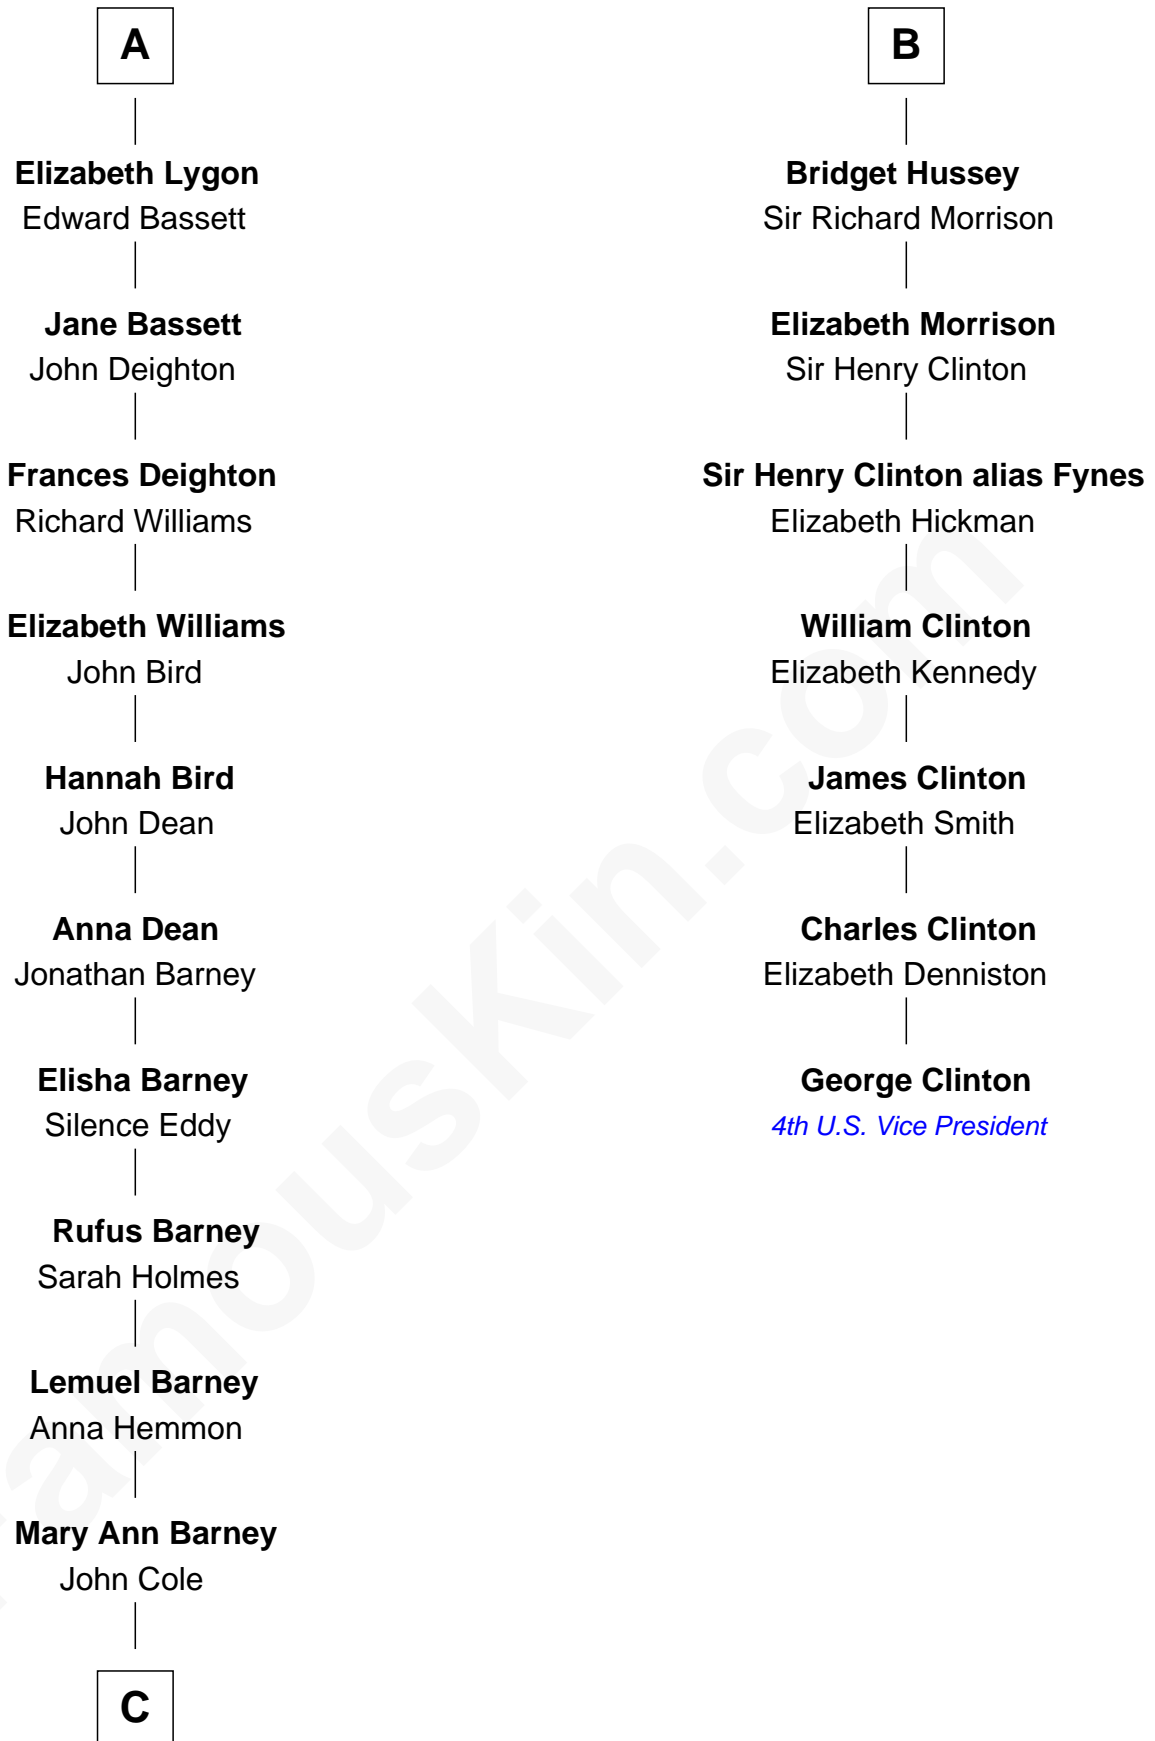 A
Elizabeth Lygon
Edward Bassett
Jane Bassett
John Deighton
Frances Deighton
Richard Williams
Elizabeth Williams
John Bird
Hannah Bird
John Dean
Anna Dean
Jonathan Barney
Elisha Barney
Silence Eddy
Rufus Barney
Sarah Holmes
Lemuel Barney
Anna Hemmon
Mary Ann Barney
John Cole
C
B
Bridget Hussey
Sir Richard Morrison
Elizabeth Morrison
Sir Henry Clinton
Sir Henry Clinton alias Fynes
Elizabeth Hickman
William Clinton
Elizabeth Kennedy
James Clinton
Elizabeth Smith
Charles Clinton
Elizabeth Denniston
George Clinton
4th U.S. Vice President
FamousKin.com